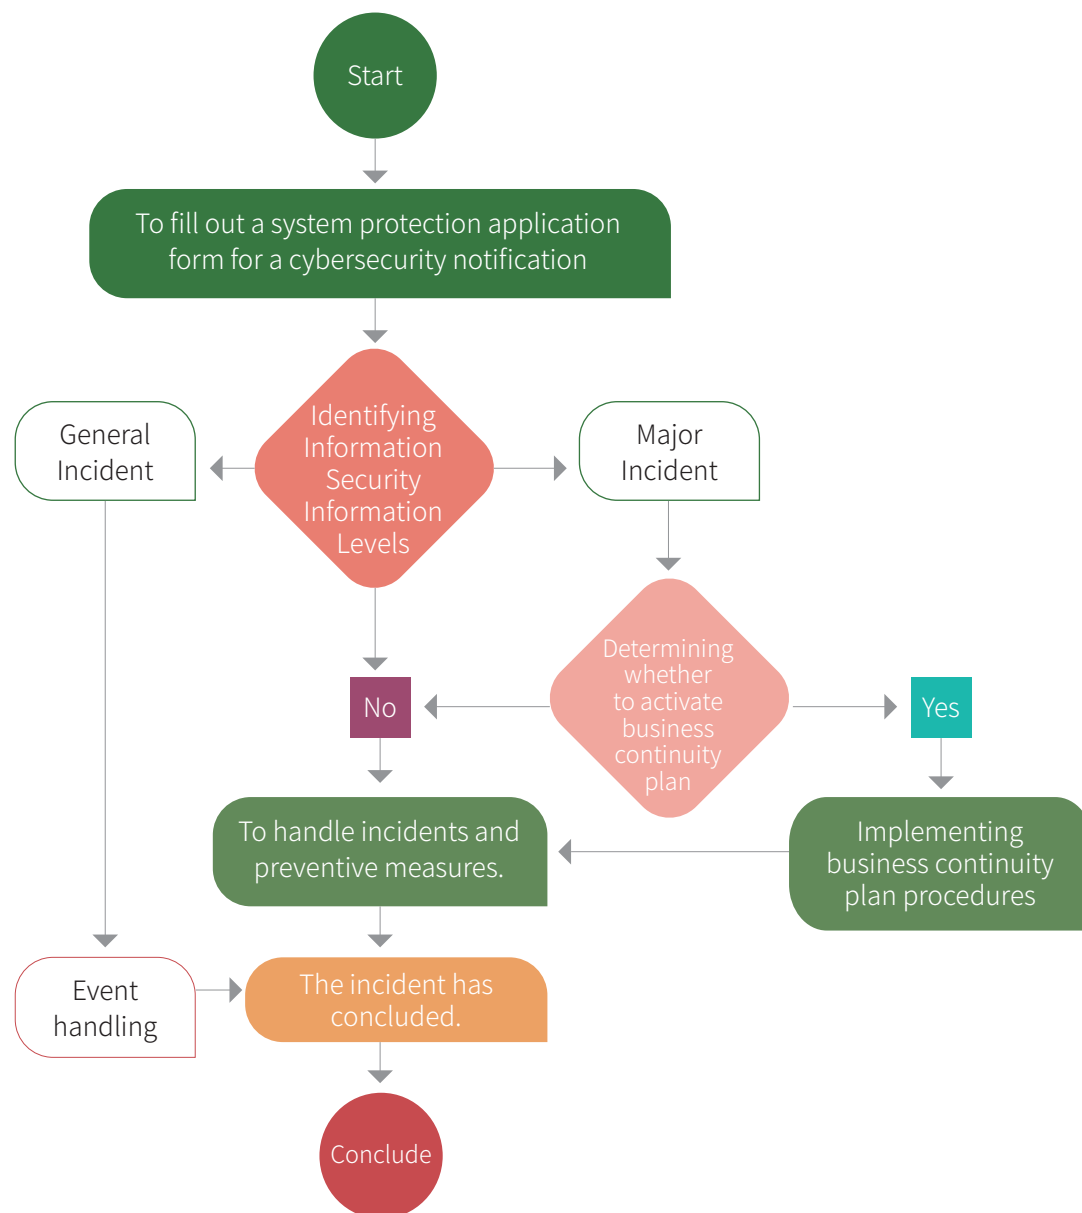 Start
To fill out a system protection application
form for a cybersecurity notification
General
Incident
Identifying
Information
Security
Information
Levels
Major
Incident
Determining
whether
to activate
business
continuity
plan
No
Yes
To handle incidents and
preventive measures.
Implementing
business continuity
plan procedures
Event
handling
The incident has
concluded.
Conclude